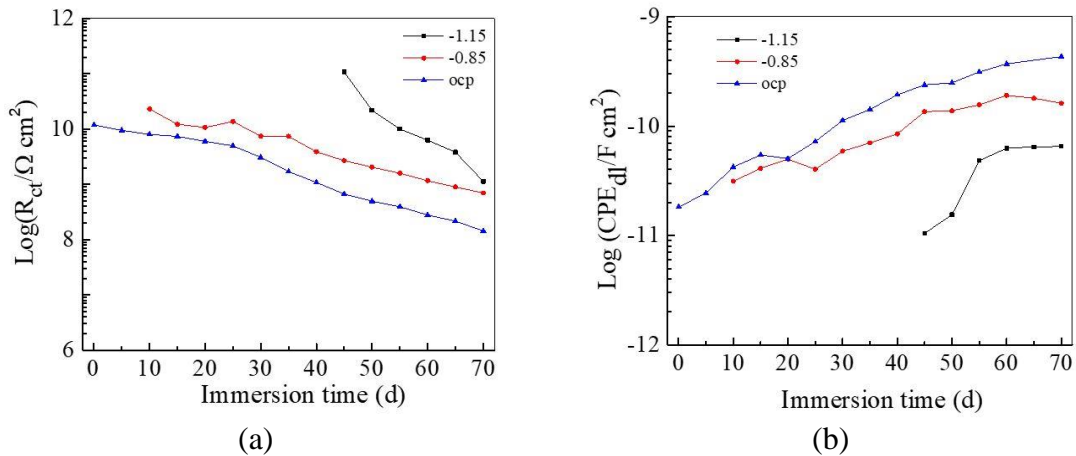 12
10
8
6
Log(R_ct/Ω cm²)
-1.15
-0.85
ocp
0 10 20 30 40 50 60 70
Immersion time (d)
(a)
-9
-10
-11
-12
Log (CPE_dl/F cm²)
-1.15
-0.85
ocp
0 10 20 30 40 50 60 70
Immersion time (d)
(b)